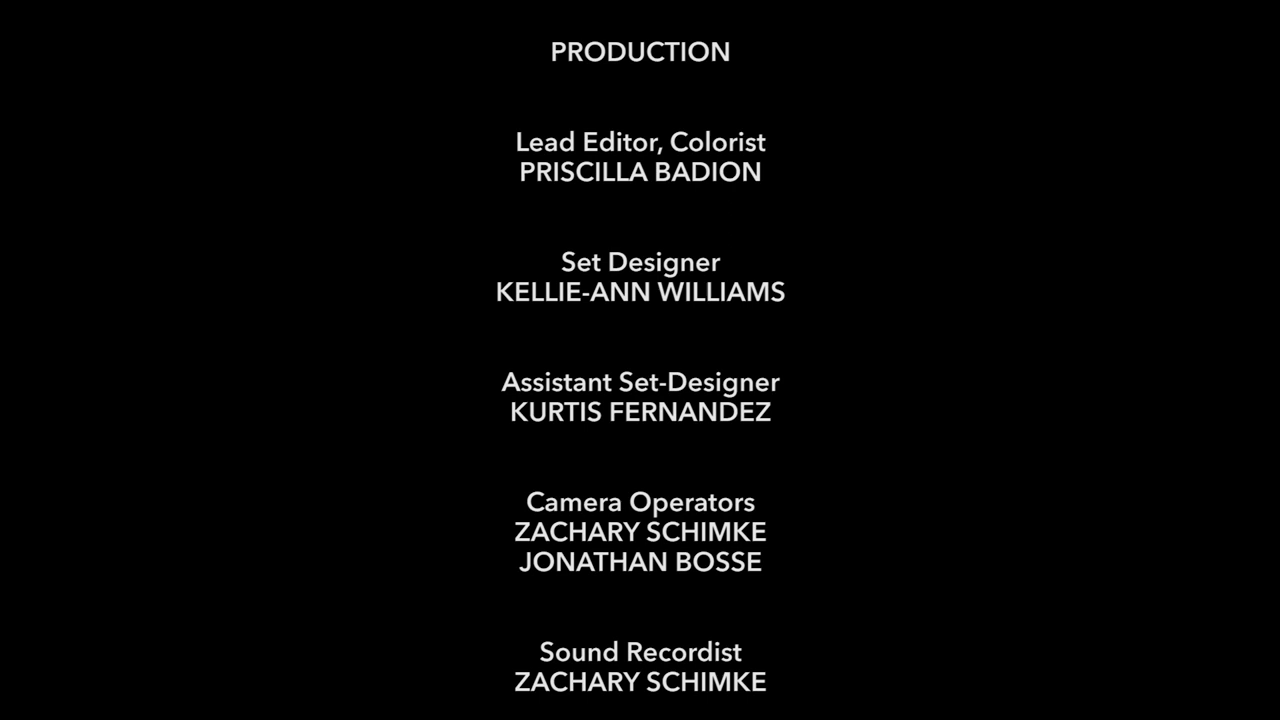 PRODUCTION
Lead Editor, Colorist
PRISCILLA BADION
Set Designer
KELLIE-ANN WILLIAMS
Assistant Set-Designer
KURTIS FERNANDEZ
Camera Operators
ZACHARY SCHIMKE
JONATHAN BOSSE
Sound Recordist
ZACHARY SCHIMKE